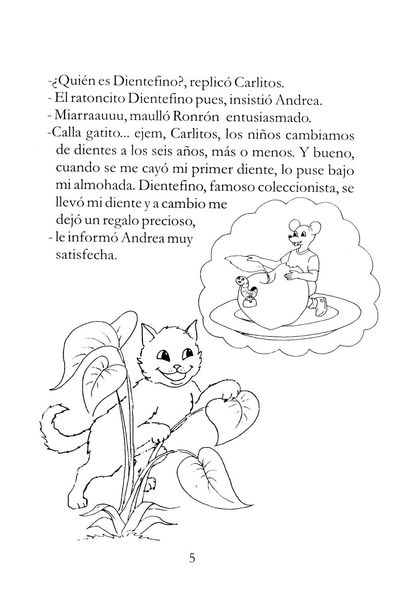 -¿Quién es Dientefino?, replicó Carlitos.
- El ratoncito Dientefino pues, insistió Andrea.
- Miarraauuu, maulló Ronrón entusiasmado.
-Calla gatito... ejem, Carlitos, los niños cambiamos
de dientes a los seis años, más o menos. Y bueno,
cuando se me cayó mi primer diente, lo puse bajo
mi almohada. Dientefino, famoso coleccionista, se
llevó mi diente y a cambio me
dejó un regalo precioso,
- le informó Andrea muy
satisfecha.
5